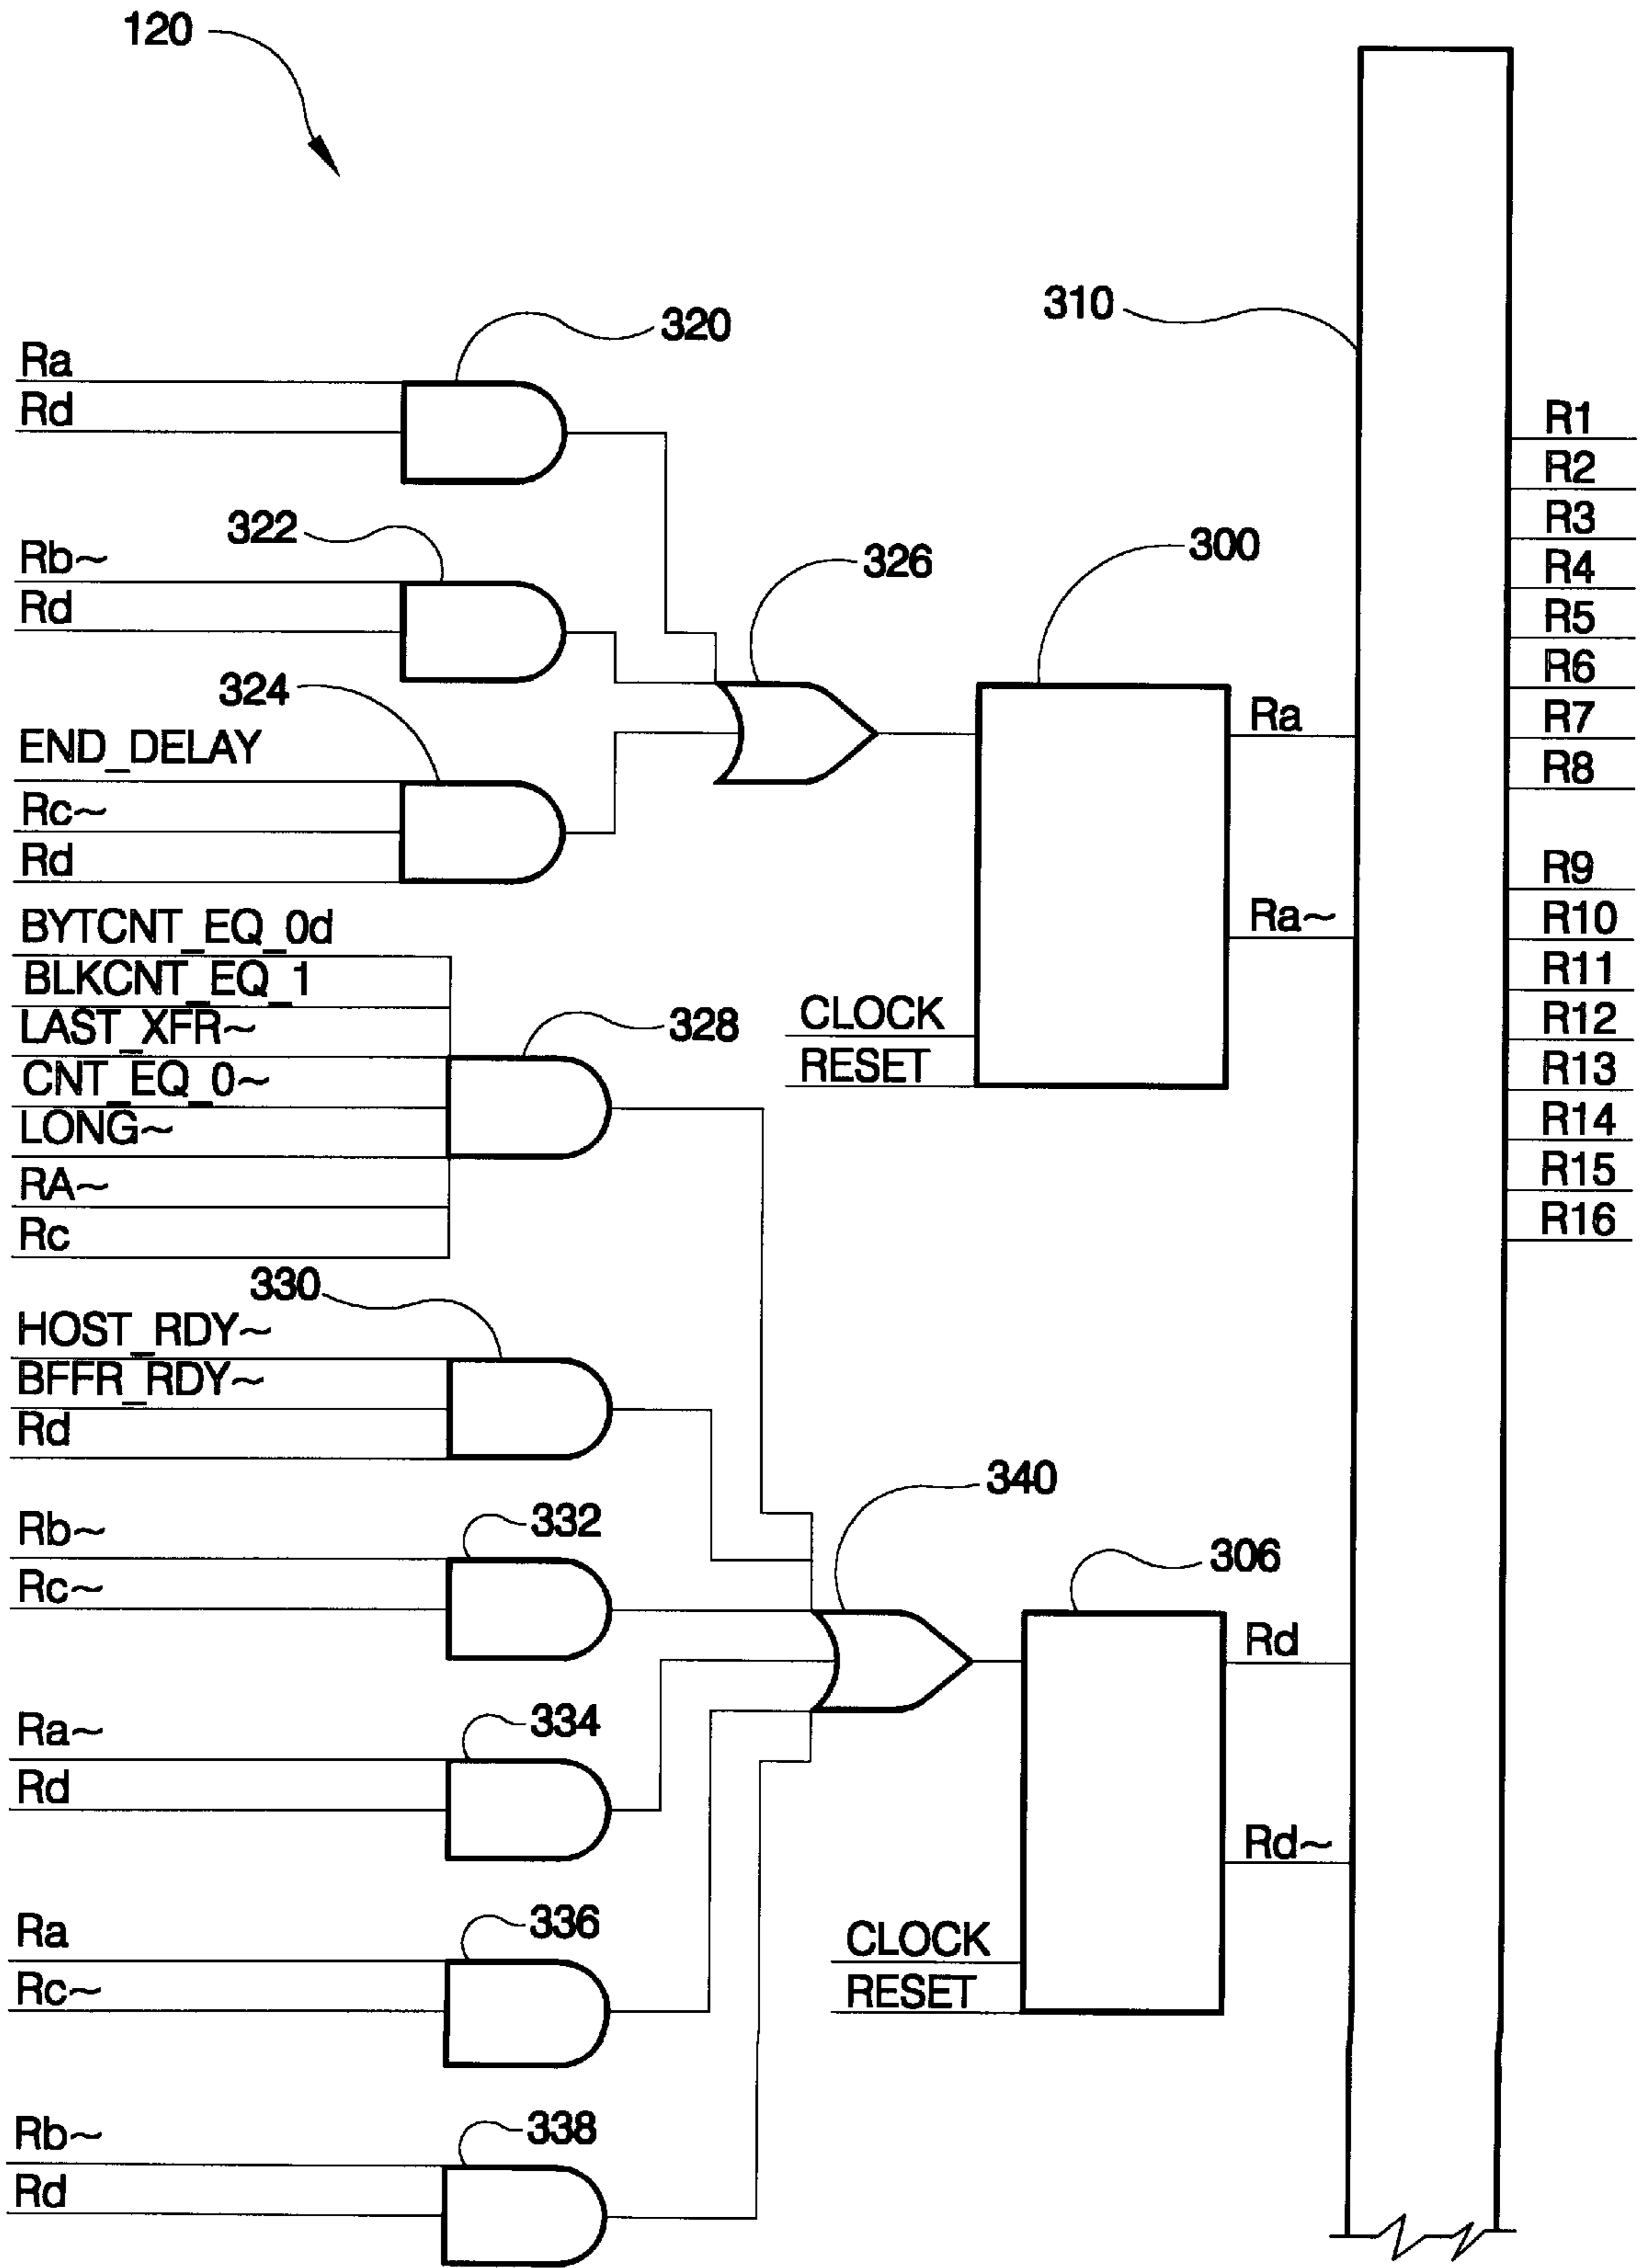 120
310
320
Ra
Rd
R1
R2
R3
R4
R5
R6
R7
R8
322
326
300
Rb~
Rd
324
END_DELAY
Rc~
Rd
Ra
Ra~
R9
R10
R11
R12
R13
R14
R15
R16
BYTCNT_EQ_0d
BLKCNT_EQ_1
LAST_XFR~
CNT_EQ_0~
LONG~
RA~
Rc
328
CLOCK
RESET
330
HOST_RDY~
BFFR_RDY~
Rd
340
332
Rb~
Rc~
306
Rd
Rd~
334
Ra~
Rd
336
Ra
Rc~
CLOCK
RESET
338
Rb~
Rd